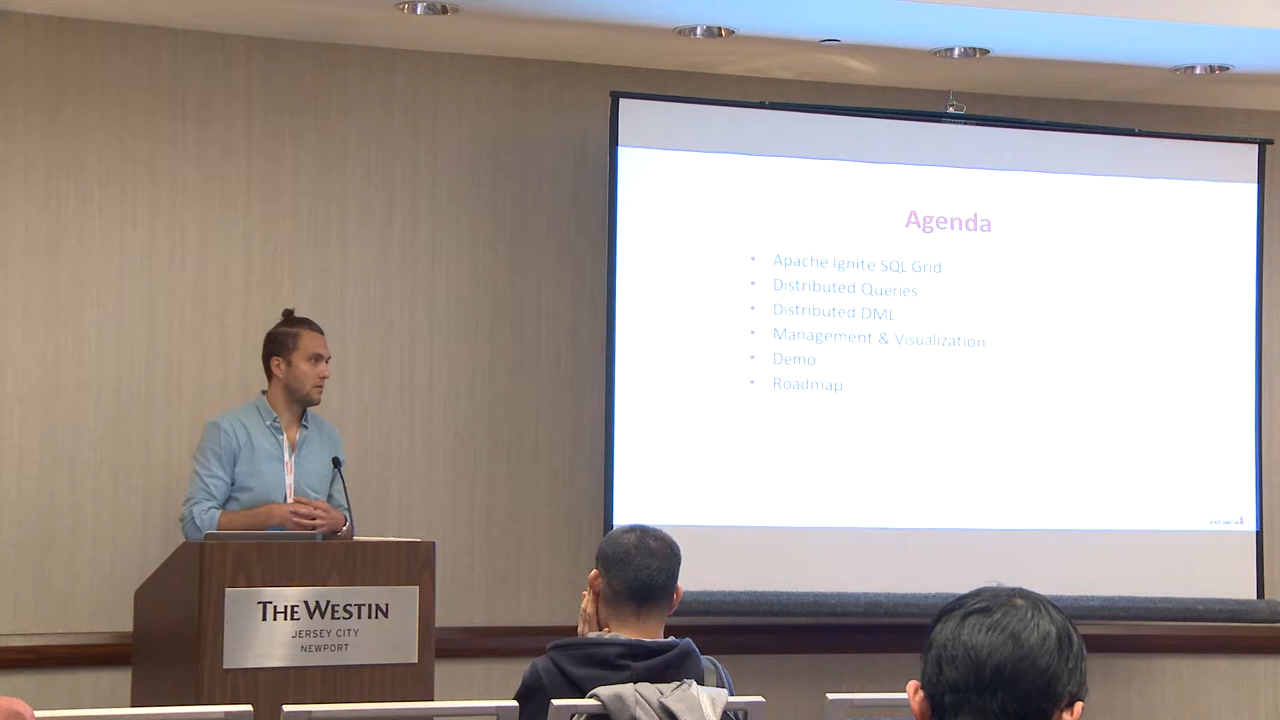 Agenda
• Apache Ignite SQL Grid
• Distributed Queries
• Distributed DML
• Management & Visualization
• Demo
• Roadmap
THE WESTIN
JERSEY CITY
NEWPORT